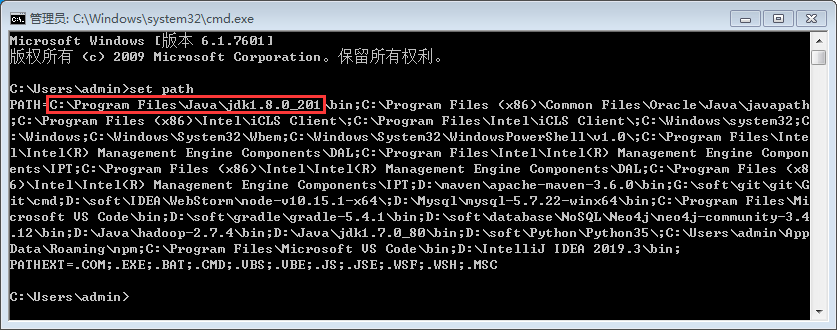 管理员: C:\Windows\system32\cmd.exe
Microsoft Windows [版本 6.1.7601]
版权所有 (c) 2009 Microsoft Corporation。保留所有权利。
C:\Users\admin>set path
PATH=C:\Program Files\Java\jdk1.8.0_201\bin;C:\Program Files (x86)\Common Files\Oracle\Java\javapath
;C:\Program Files (x86)\Intel\iCLS Client\;C:\Program Files\Intel\iCLS Client\;C:\Windows\system32;C
:\Windows;C:\Windows\System32\Wbem;C:\Windows\System32\WindowsPowerShell\v1.0\;C:\Program Files\Inte
l\Intel(R) Management Engine Components\DAL;C:\Program Files\Intel\Intel(R) Management Engine Compon
ents\IPT;C:\Program Files (x86)\Intel\Intel(R) Management Engine Components\DAL;C:\Program Files (x8
6)\Intel\Intel(R) Management Engine Components\IPT;D:\maven\apache-maven-3.6.0\bin;G:\soft\git\git\G
it\cmd;D:\soft\IDEA\WebStorm\node-v10.15.1-x64\;D:\Mysql\mysql-5.7.22-winx64\bin;C:\Program Files\Mi
crosoft VS Code\bin;D:\soft\gradle\gradle-5.4.1\bin;D:\soft\database\NoSQL\Neo4j\neo4j-community-3.4
.12\bin;D:\Java\hadoop-2.7.4\bin;D:\Java\jdk1.7.0_80\bin;D:\soft\Python\Python35\;C:\Users\admin\App
Data\Roaming\npm;C:\Program Files\Microsoft VS Code\bin;D:\IntelliJ IDEA 2019.3\bin;
PATHEXT=.COM;.EXE;.BAT;.CMD;.VBS;.VBE;.JS;.JSE;.WSF;.WSH;.MSC
C:\Users\admin>